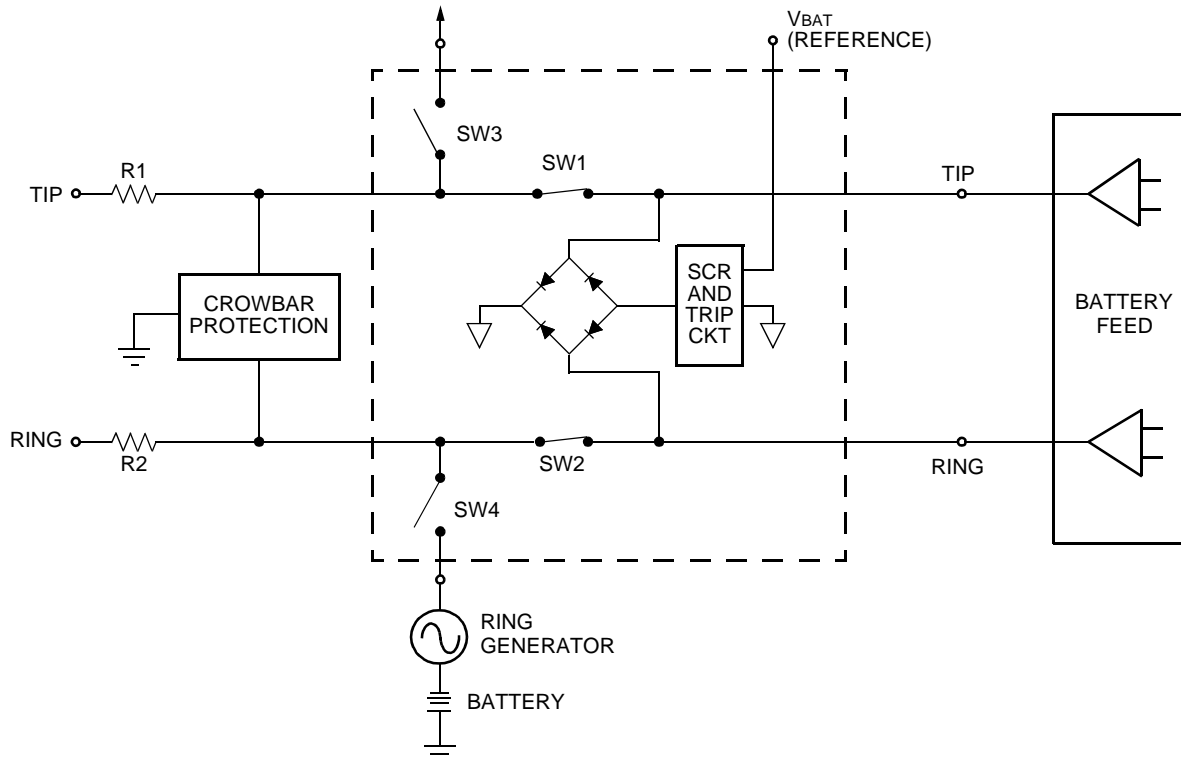 VBAT
(REFERENCE)
SW3
R1
SW1
TIP
TIP
SCR
AND
TRIP
CKT
CROWBAR
PROTECTION
BATTERY
FEED
RING
R2
SW2
RING
SW4
RING
GENERATOR
BATTERY